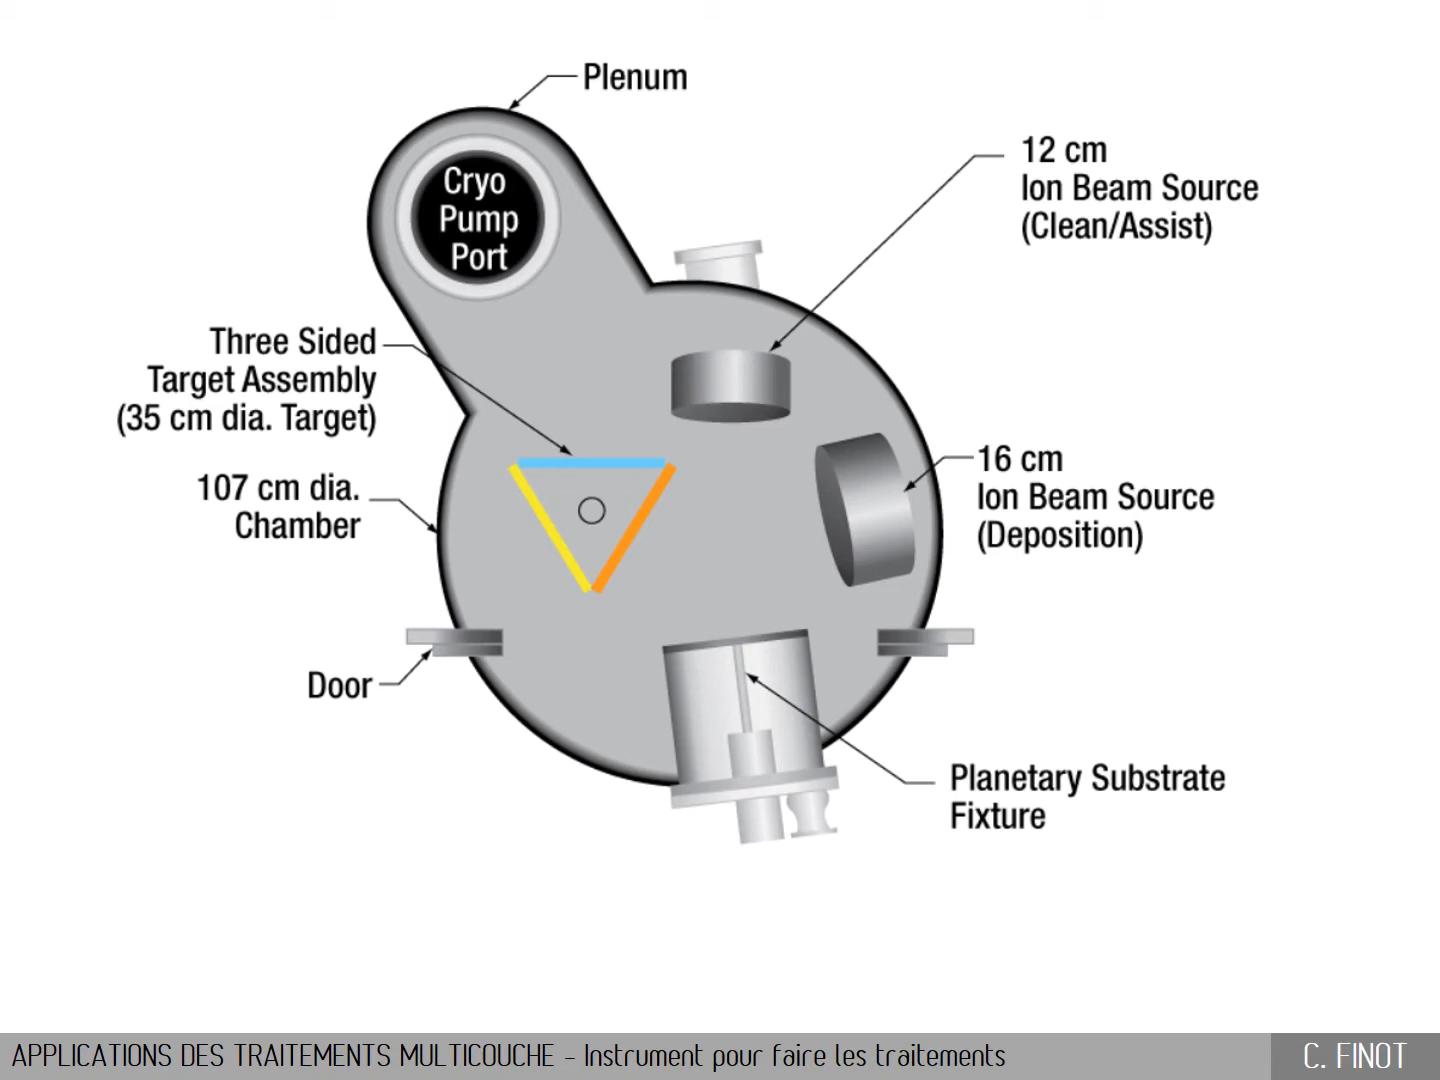 Plenum
Cryo
Pump
Port
12 cm
Ion Beam Source
(Clean/Assist)
Three Sided
Target Assembly
(35 cm dia. Target)
107 cm dia.
Chamber
16 cm
Ion Beam Source
(Deposition)
Door
Planetary Substrate
Fixture
APPLICATIONS DES TRAITEMENTS MULTICOUCHE - Instrument pour faire les traitements
C. FINOT